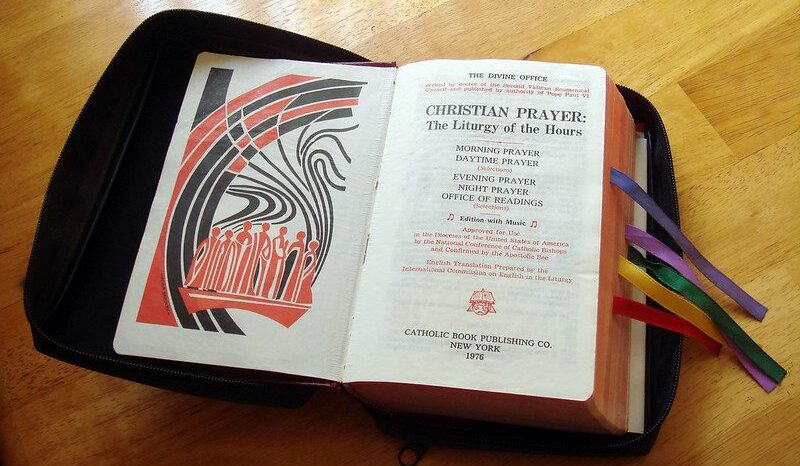 THE DIVINE OFFICE
revised by decree of the Second Vatican Ecumenical
Council and published by authority of Pope Paul VI
CHRISTIAN PRAYER:
The Liturgy of the Hours
MORNING PRAYER
DAYTIME PRAYER
(Selections)
EVENING PRAYER
NIGHT PRAYER
OFFICE OF READINGS
(Selections)
♫ Edition with Music ♫
Approved for Use
in the Dioceses of the United States of America
by the National Conference of Catholic Bishops
and Confirmed by the Apostolic See
English Translation Prepared by the
International Commission on English in the Liturgy
CATHOLIC BOOK PUBLISHING CO.
NEW YORK
1976